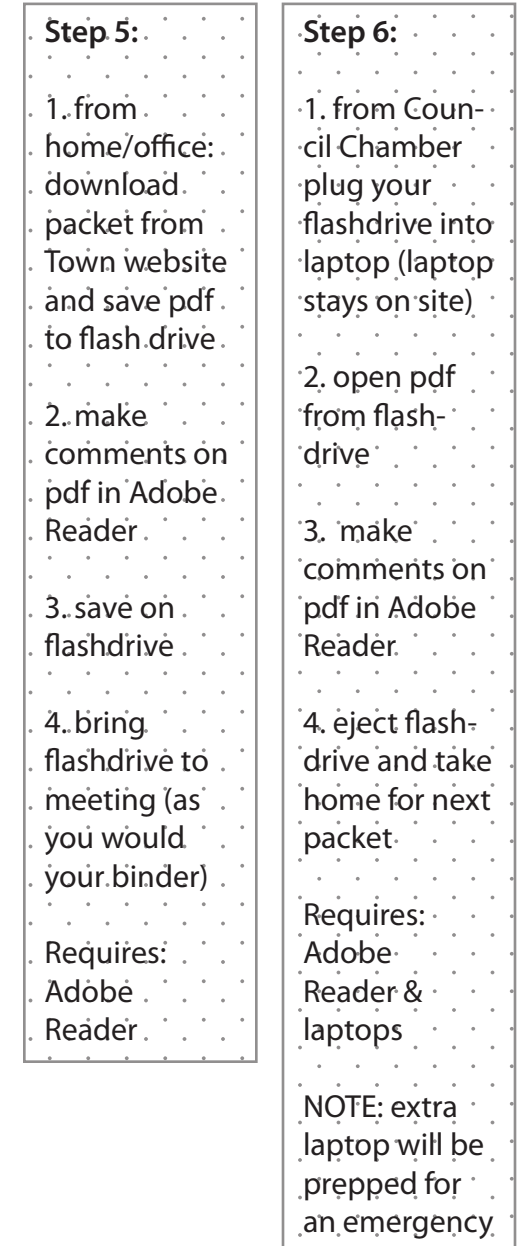 Step 5:
1. from
home/office:
download
packet from
Town website
and save pdf
to flash drive
2. make
comments on
pdf in Adobe
Reader
3. save on
flashdrive
4. bring
flashdrive to
meeting (as
you would
your binder)
Requires:
Adobe
Reader
Step 6:
1. from Coun-
cil Chamber
plug your
flashdrive into
laptop (laptop
stays on site)
2. open pdf
from flash-
drive
3. make
comments on
pdf in Adobe
Reader
4. eject flash-
drive and take
home for next
packet
Requires:
Adobe
Reader &
laptops
NOTE: extra
laptop will be
prepped for
an emergency